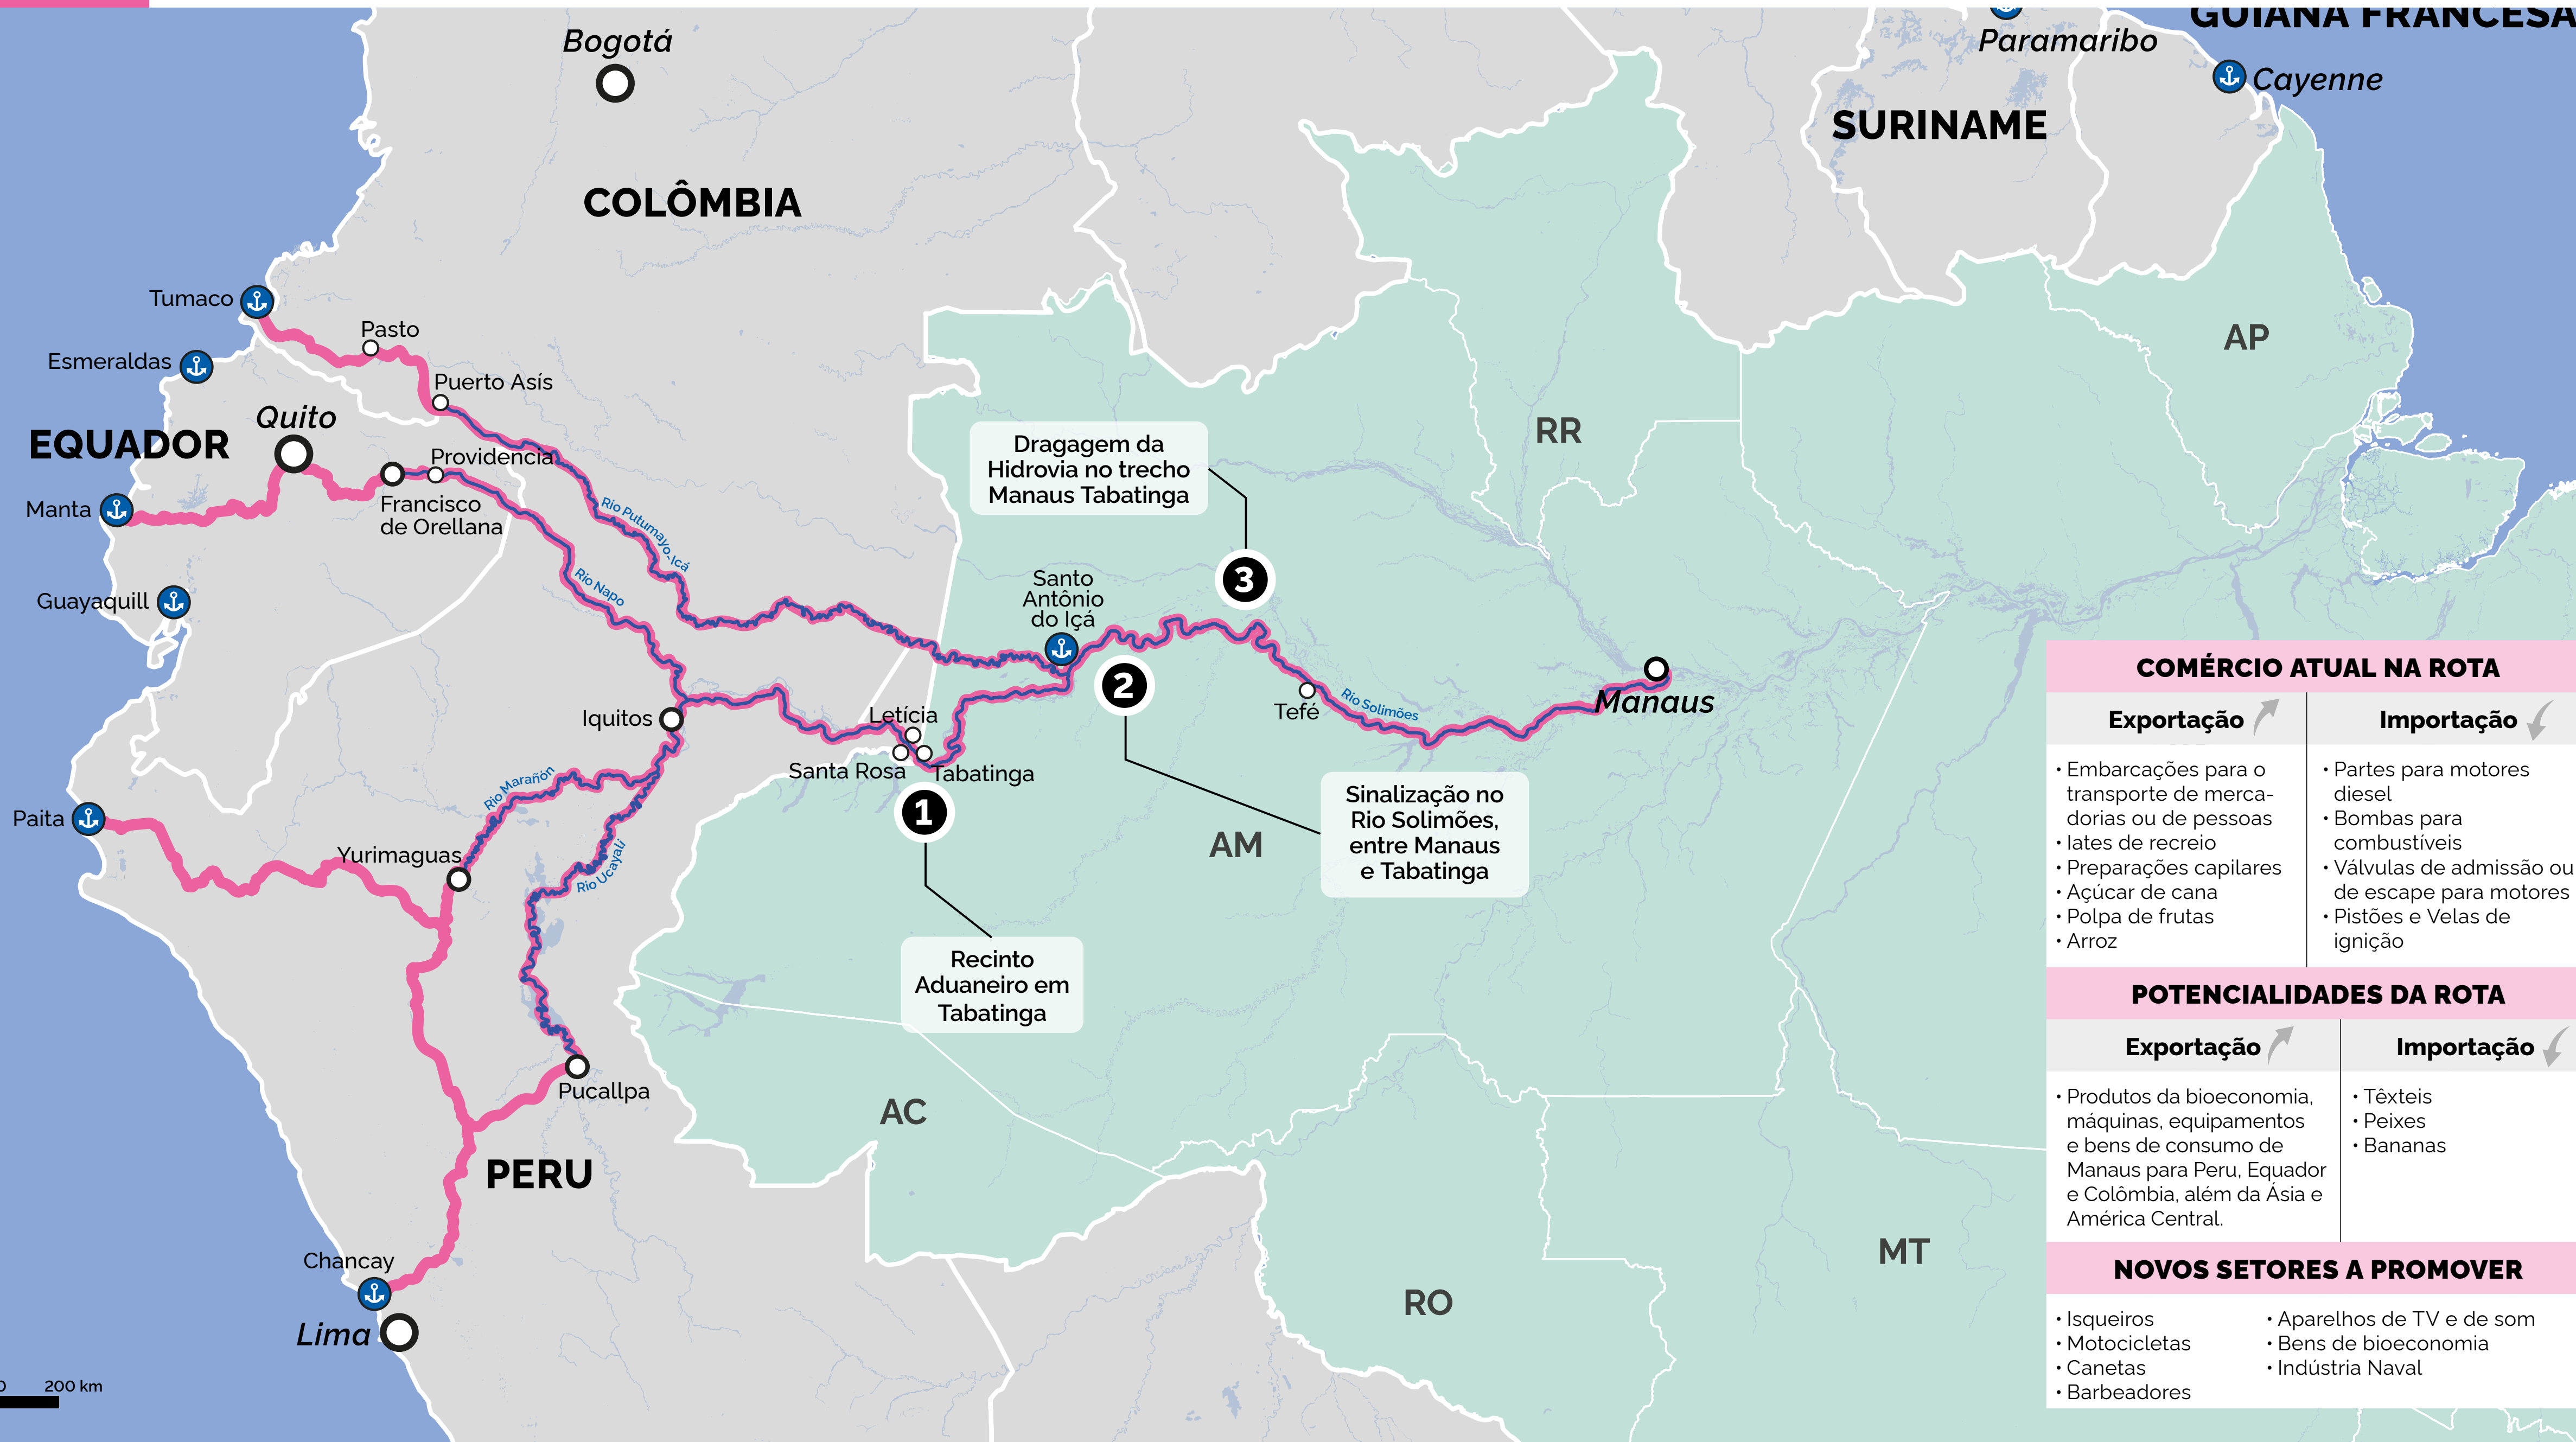 GUIANA FRANCESA
Bogotá
Paramaribo
Cayenne
SURINAME
COLÔMBIA
Tumaco
Pasto
Esmeraldas
Puerto Asís
AP
Quito
EQUADOR
RR
Dragagem da
Hidrovia no trecho
Manaus Tabatinga
Providencia
Manta
Francisco
de Orellana
Rio Putumayo_Içá
3
Santo
Antônio
do Içá
Rio Napo
Guayaquill
2
Manaus
Tefé
Rio Solimões
Iquitos
Letícia
Santa Rosa
Tabatinga
Rio Marañón
1
Sinalização no
Rio Solimões,
entre Manaus
e Tabatinga
Paita
AM
Yurimaguas
Rio Ucayali
Recinto
Aduaneiro em
Tabatinga
Pucallpa
AC
PERU
MT
Chancay
RO
Lima
0
200 km
COMÉRCIO ATUAL NA ROTA
Exportação
• Embarcações para o
transporte de merca-
dorias ou de pessoas
• Iates de recreio
• Preparações capilares
• Açúcar de cana
• Polpa de frutas
• Arroz
Importação
• Partes para motores
diesel
• Bombas para
combustíveis
• Válvulas de admissão ou
de escape para motores
• Pistões e Velas de
ignição
POTENCIALIDADES DA ROTA
Exportação
• Produtos da bioeconomia,
máquinas, equipamentos
e bens de consumo de
Manaus para Peru, Equador
e Colômbia, além da Ásia e
América Central.
Importação
• Têxteis
• Peixes
• Bananas
NOVOS SETORES A PROMOVER
• Isqueiros
• Motocicletas
• Canetas
• Barbeadores
• Aparelhos de TV e de som
• Bens de bioeconomia
• Indústria Naval